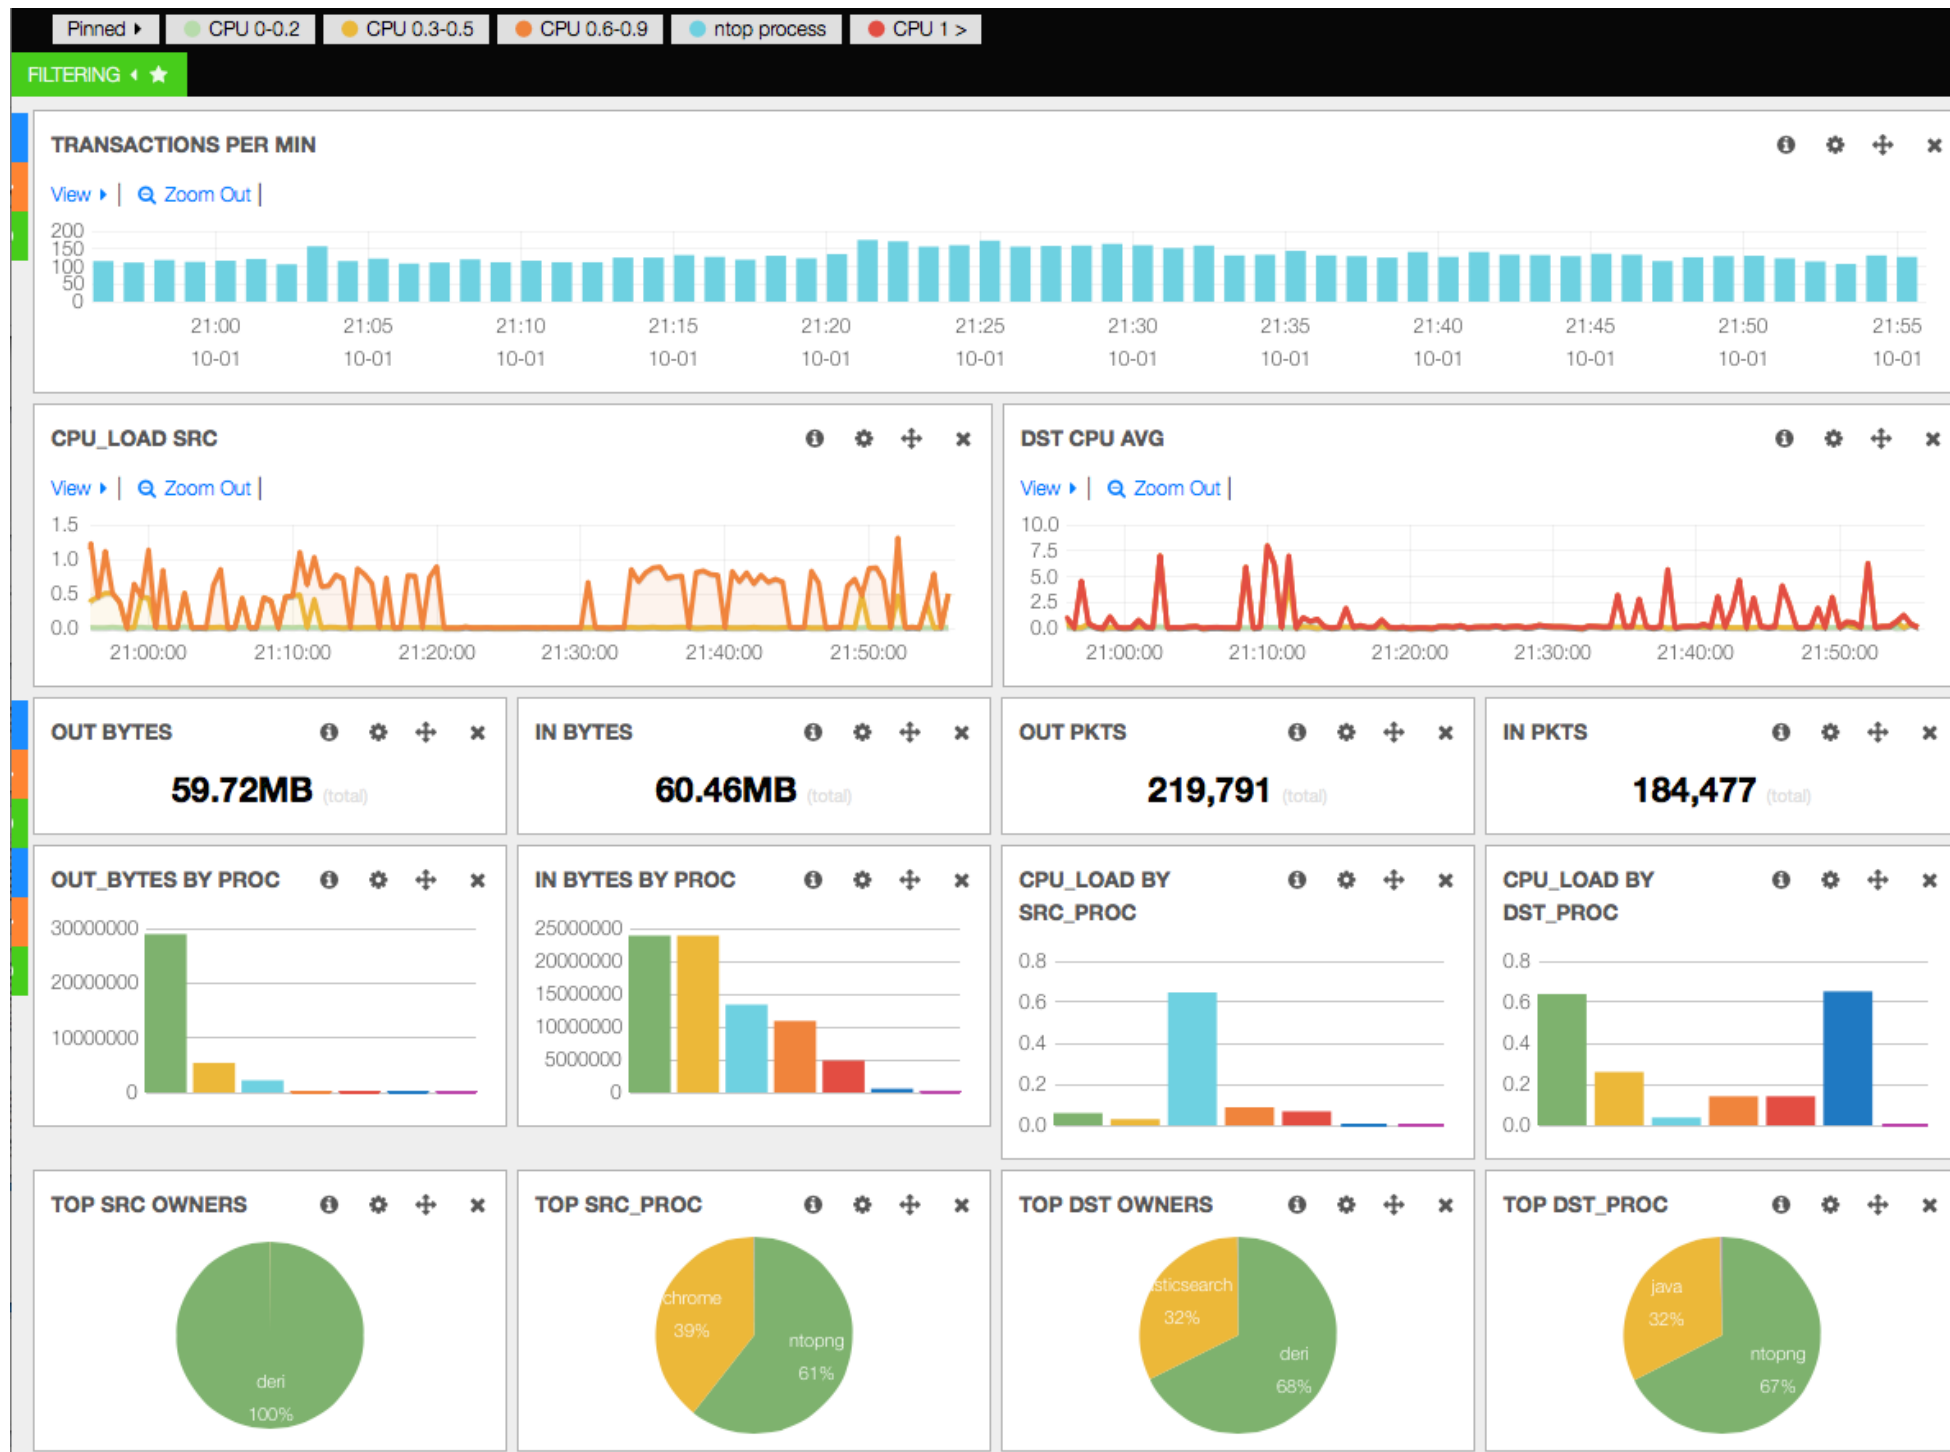 Pinned CPU 0-0.2 CPU 0.3-0.5 CPU 0.6-0.9 ntop process CPU 1 >
FILTERING
TRANSACTIONS PER MIN
View | Zoom Out |
200
150
100
50
0
21:00 21:05 21:10 21:15 21:20 21:25 21:30 21:35 21:40 21:45 21:50 21:55
10-01 10-01 10-01 10-01 10-01 10-01 10-01 10-01 10-01 10-01 10-01 10-01
CPU_LOAD SRC
View | Zoom Out |
1.5
1.0
0.5
0.0
21:00:00 21:10:00 21:20:00 21:30:00 21:40:00 21:50:00
DST CPU AVG
View | Zoom Out |
10.0
7.5
5.0
2.5
0.0
21:00:00 21:10:00 21:20:00 21:30:00 21:40:00 21:50:00
OUT BYTES
59.72MB (total)
IN BYTES
60.46MB (total)
OUT PKTS
219,791 (total)
IN PKTS
184,477 (total)
OUT_BYTES BY PROC
30000000
20000000
10000000
0
IN BYTES BY PROC
25000000
20000000
15000000
10000000
5000000
0
CPU_LOAD BY
SRC_PROC
0.8
0.6
0.4
0.2
0.0
CPU_LOAD BY
DST_PROC
0.8
0.6
0.4
0.2
0.0
TOP SRC OWNERS
deri
100%
TOP SRC_PROC
chrome
39%
ntopng
61%
TOP DST OWNERS
sticsearch
32%
deri
68%
TOP DST_PROC
java
32%
ntopng
67%